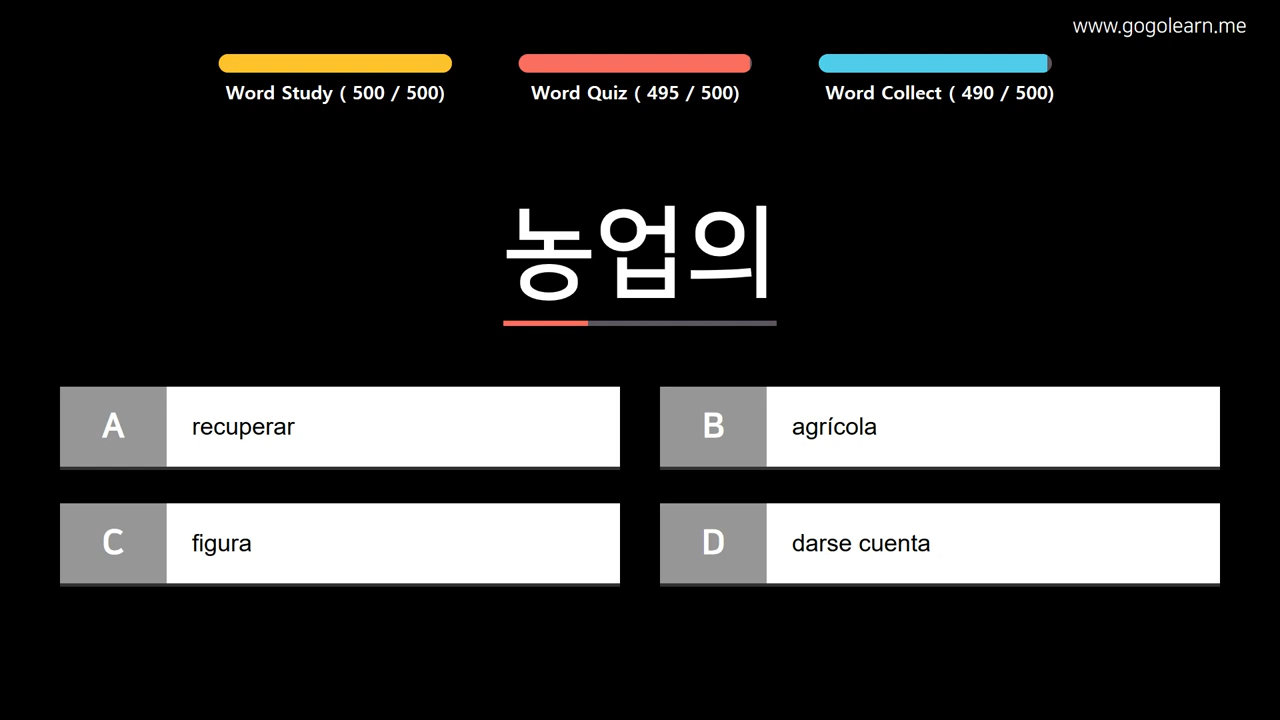 www.gogolearn.me
Word Study ( 500 / 500)
Word Quiz ( 495 / 500)
Word Collect ( 490 / 500)
농업의
A recuperar
B agrícola
C figura
D darse cuenta